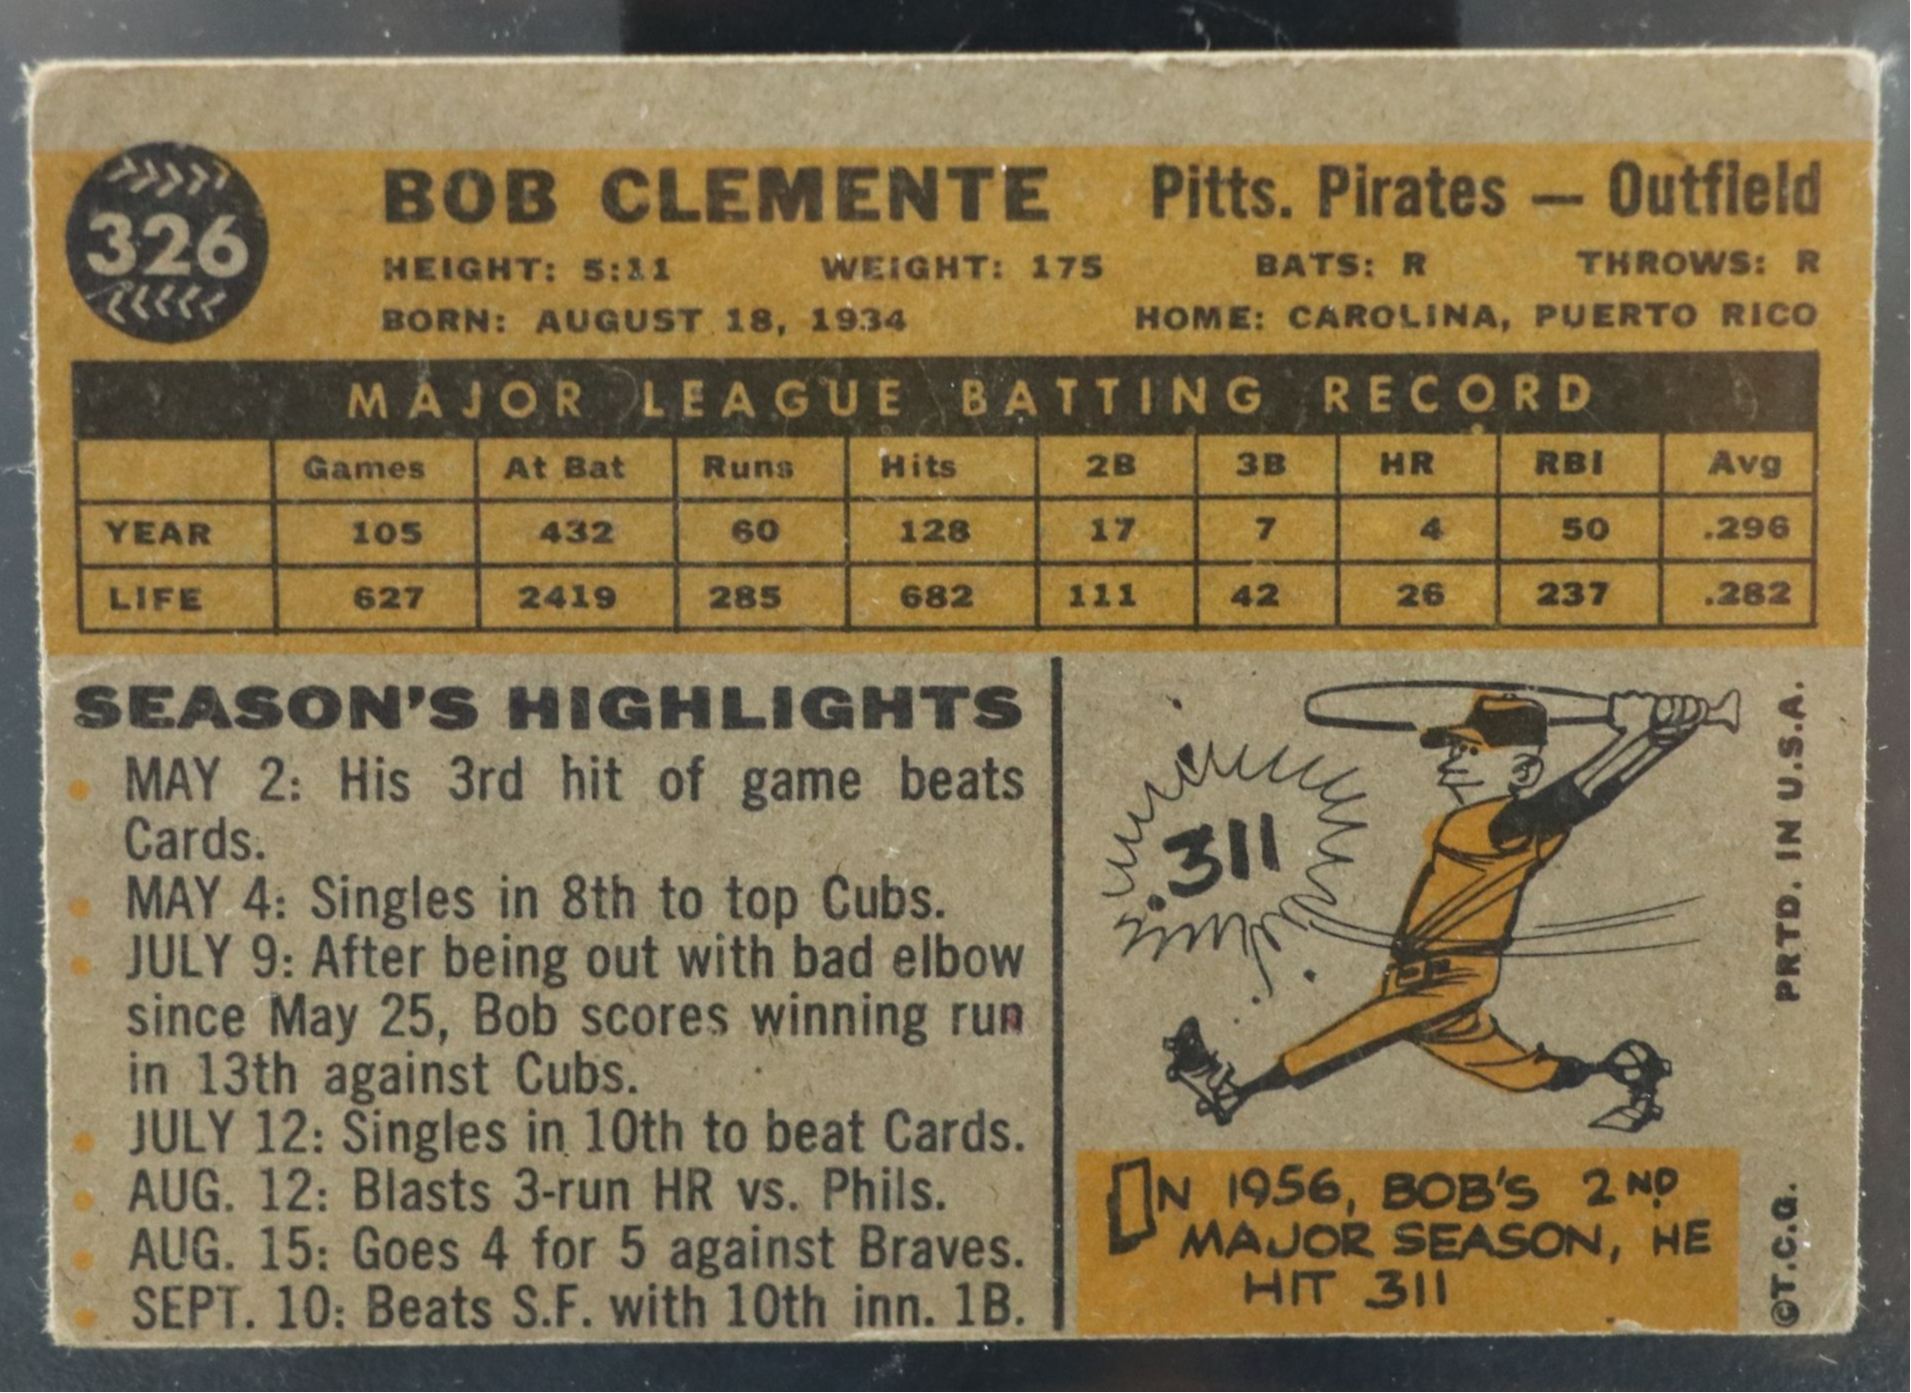 326
BOB CLEMENTE Pitts. Pirates — Outfield
HEIGHT: 5:11 WEIGHT: 175 BATS: R THROWS: R
BORN: AUGUST 18, 1934 HOME: CAROLINA, PUERTO RICO
MAJOR LEAGUE BATTING RECORD
Games At Bat Runs Hits 2B 3B HR RBI Avg
YEAR 105 432 60 128 17 7 4 50 .296
LIFE 627 2419 285 682 111 42 26 237 .282
SEASON'S HIGHLIGHTS
• MAY 2: His 3rd hit of game beats
Cards.
• MAY 4: Singles in 8th to top Cubs.
• JULY 9: After being out with bad elbow
since May 25, Bob scores winning run
in 13th against Cubs.
• JULY 12: Singles in 10th to beat Cards.
• AUG. 12: Blasts 3-run HR vs. Phils.
• AUG. 15: Goes 4 for 5 against Braves.
• SEPT. 10: Beats S.F. with 10th inn. 1B.
.311
IN 1956, BOB'S 2ND
MAJOR SEASON, HE
HIT .311
©T.C.G. PRTD. IN U.S.A.